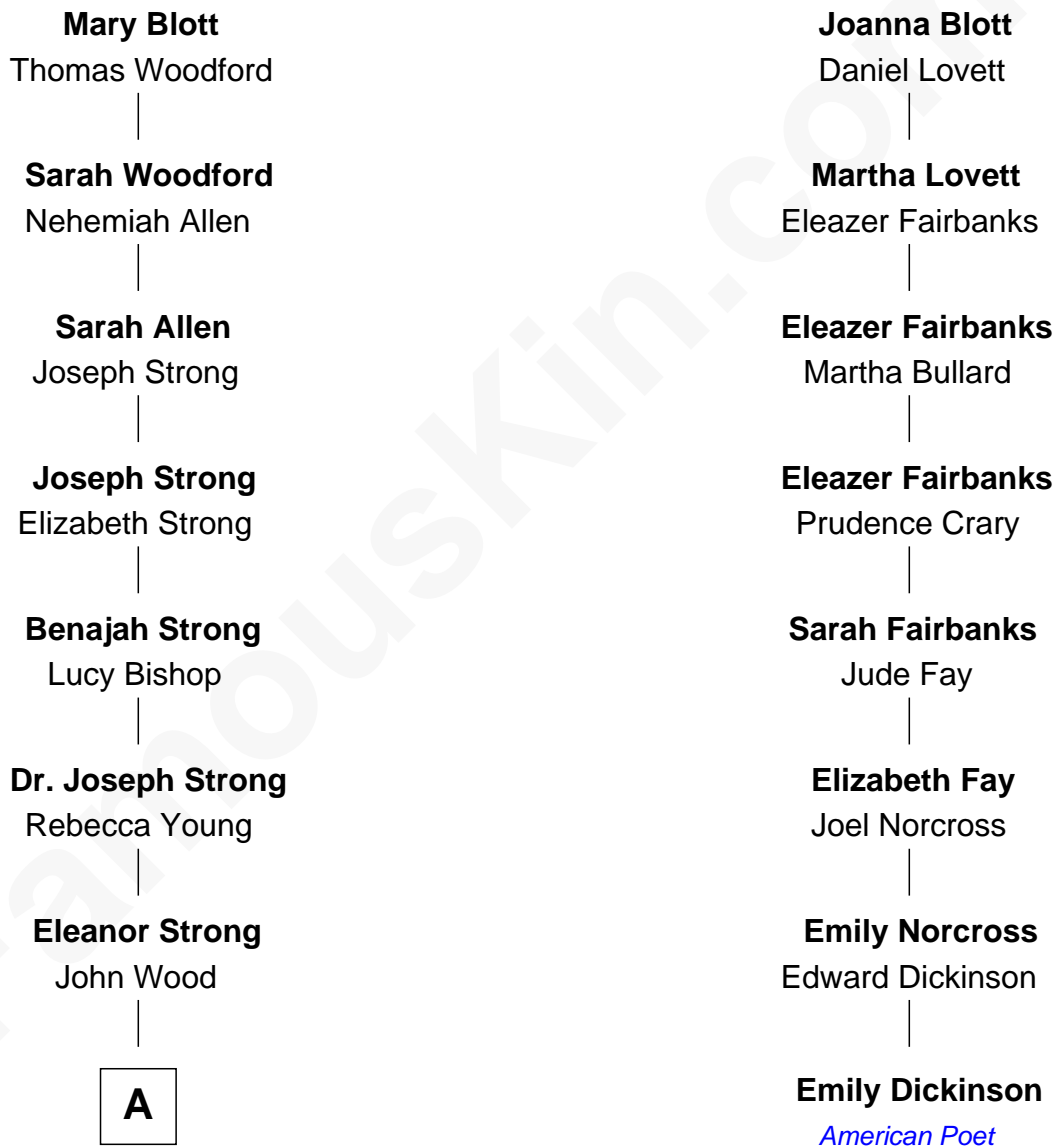 Mary Blott
Thomas Woodford
Sarah Woodford
Nehemiah Allen
Sarah Allen
Joseph Strong
Joseph Strong
Elizabeth Strong
Benajah Strong
Lucy Bishop
Dr. Joseph Strong
Rebecca Young
Eleanor Strong
John Wood
A
Joanna Blott
Daniel Lovett
Martha Lovett
Eleazer Fairbanks
Eleazer Fairbanks
Martha Bullard
Eleazer Fairbanks
Prudence Crary
Sarah Fairbanks
Jude Fay
Elizabeth Fay
Joel Norcross
Emily Norcross
Edward Dickinson
Emily Dickinson
American Poet
FamousKin.com